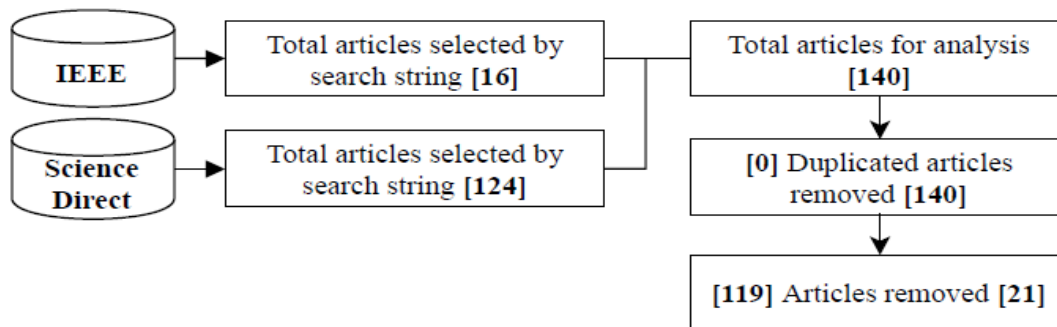 IEEE
Total articles selected by
search string [16]
Total articles for analysis
[140]
Science
Direct
Total articles selected by
search string [124]
[0] Duplicated articles
removed [140]
[119] Articles removed [21]